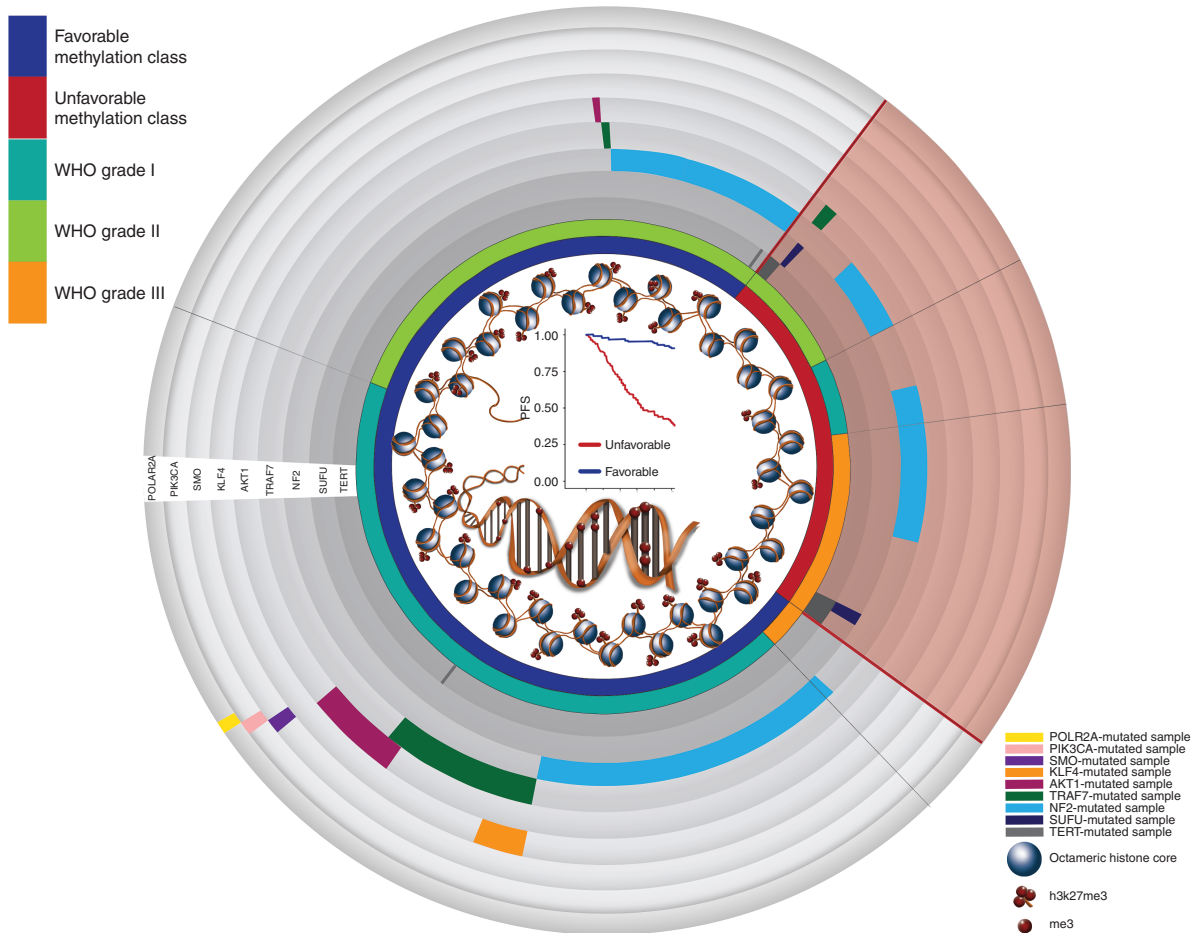 Favorable
methylation class
Unfavorable
methylation class
WHO grade I
WHO grade II
WHO grade III
1.00
0.75
0.50
0.25
0.00
PFS
Unfavorable
Favorable
POLAR2A
PIK3CA
SMO
KLF4
AKT1
TRAF7
NF2
SUFU
TERT
POLR2A-mutated sample
PIK3CA-mutated sample
SMO-mutated sample
KLF4-mutated sample
AKT1-mutated sample
TRAF7-mutated sample
NF2-mutated sample
SUFU-mutated sample
TERT-mutated sample
Octameric histone core
h3k27me3
me3